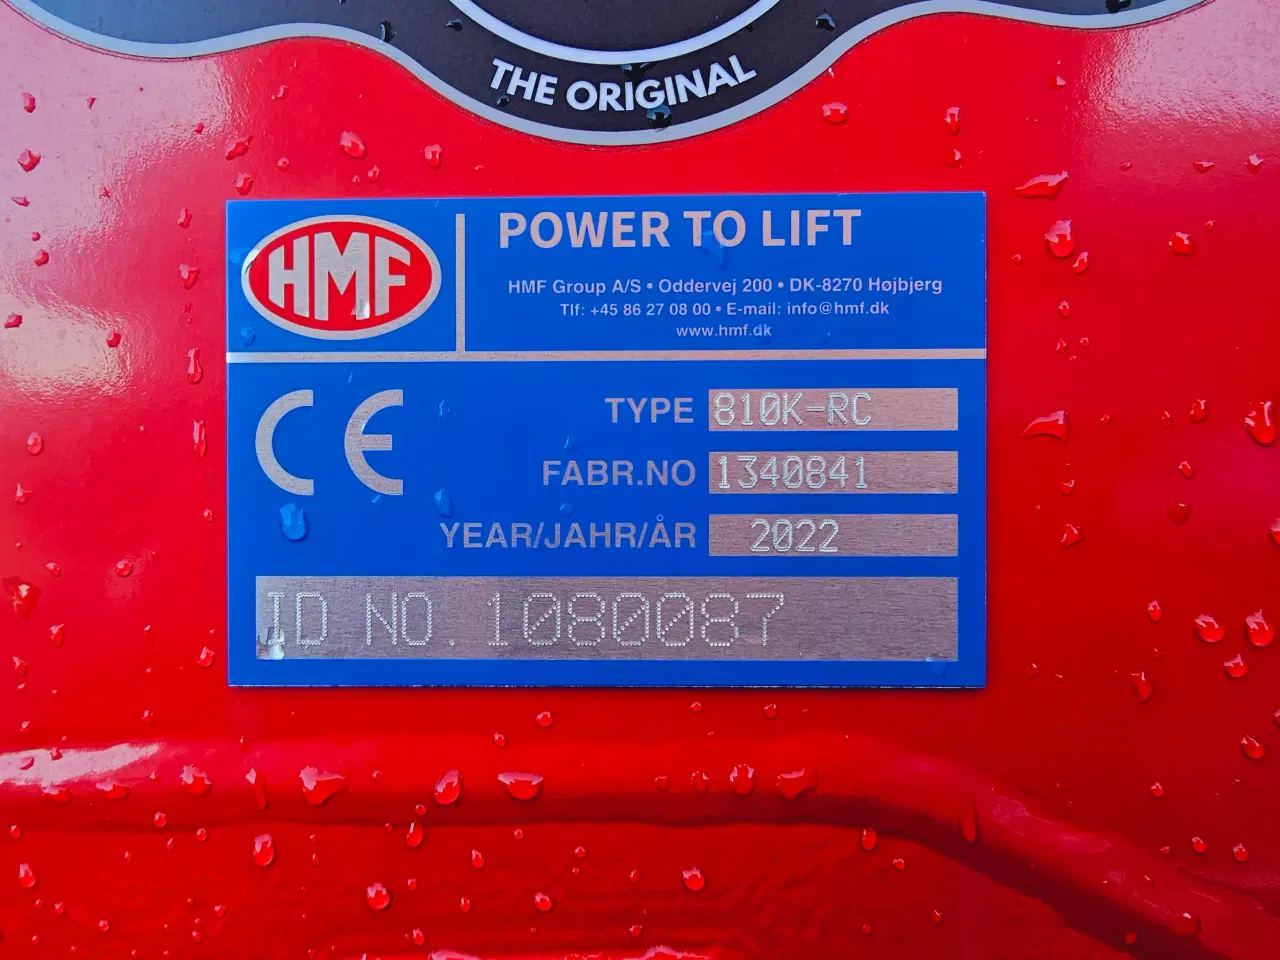 THE ORIGINAL
HMF
POWER TO LIFT
HMF Group A/S • Oddervej 200 • DK-8270 Højbjerg
Tlf: +45 86 27 08 00 • E-mail: info@hmf.dk
www.hmf.dk
CE
TYPE 810K-RC
FABR.NO 1340841
YEAR/JAHR/ÅR 2022
ID NO. 1080087